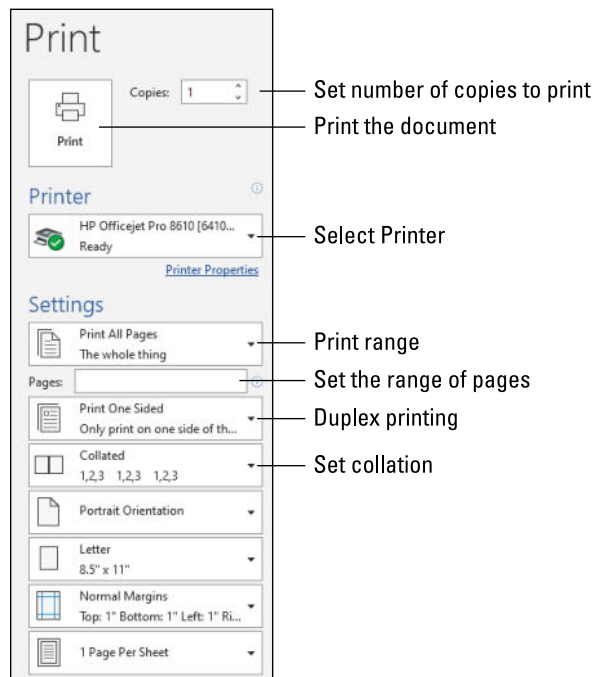 Print
Copies: 1
Set number of copies to print
Print
Print the document
Printer
HP Officejet Pro 8610 [6410...
Ready
Select Printer
Printer Properties
Settings
Print All Pages
The whole thing
Print range
Pages:
Set the range of pages
Print One Sided
Only print on one side of th...
Duplex printing
Collated
1,2,3 1,2,3 1,2,3
Set collation
Portrait Orientation
Letter
8.5" x 11"
Normal Margins
Top: 1" Bottom: 1" Left: 1" Ri...
1 Page Per Sheet